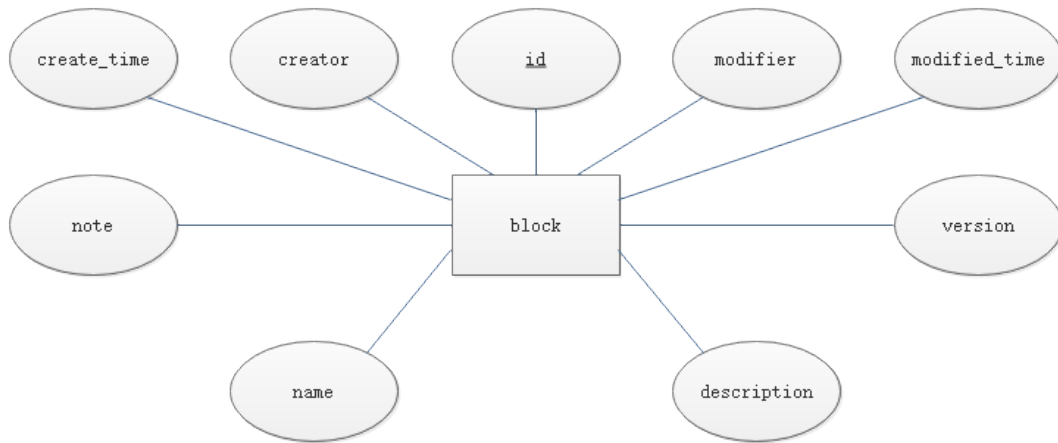 create_time
creator
id
modifier
modified_time
note
block
version
name
description